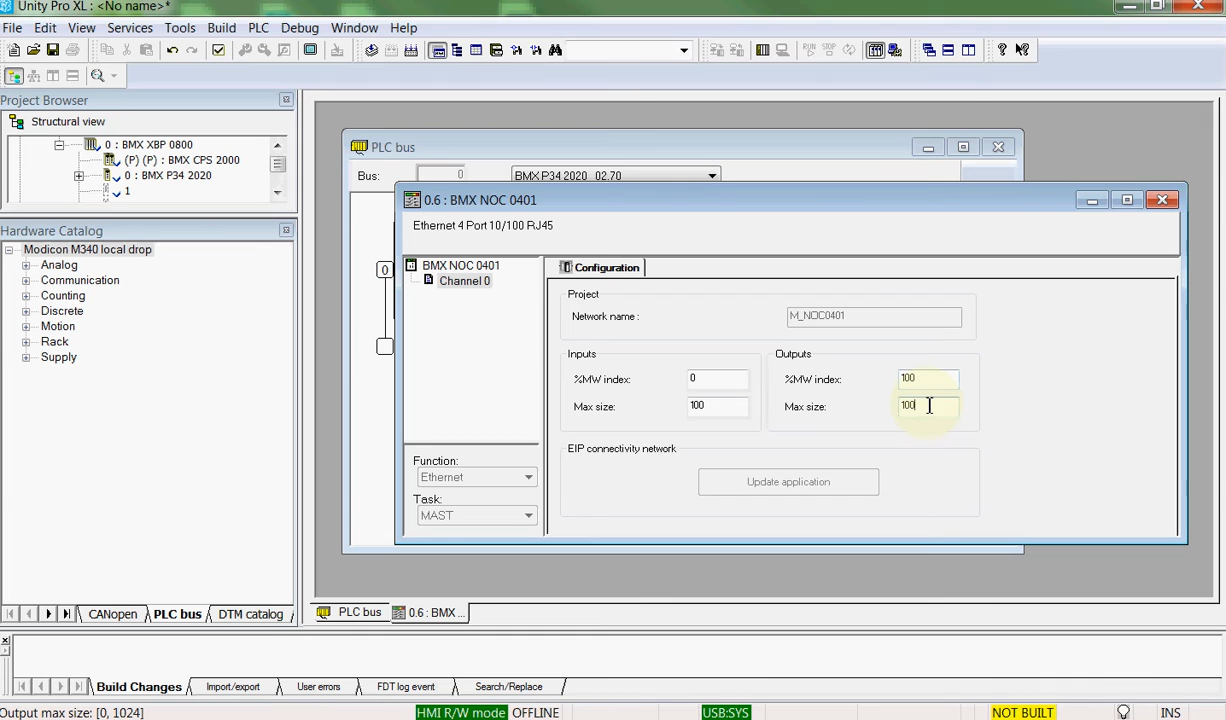 Unity Pro XL : <No name>*
File Edit View Services Tools Build PLC Debug Window Help
RUN STOP
Project Browser
Structural view
0 : BMX XBP 0800
(P) (P) : BMX CPS 2000
0 : BMX P34 2020
1
Hardware Catalog
Modicon M340 local drop
Analog
Communication
Counting
Discrete
Motion
Rack
Supply
CANopen PLC bus DTM catalog
PLC bus
Bus: 0 BMX P34 2020 02.70
0
0.6 : BMX NOC 0401
Ethernet 4 Port 10/100 RJ45
BMX NOC 0401
Channel 0
Function:
Ethernet
Task:
MAST
Configuration
Project
Network name : M_NOC0401
Inputs
%MW index: 0
Max size: 100
Outputs
%MW index: 100
Max size: 100
EIP connectivity network
Update application
PLC bus 0.6 : BMX ...
Build Changes Import/export User errors FDT log event Search/Replace
Output max size: [0, 1024] HMI R/W mode OFFLINE USB:SYS NOT BUILT INS